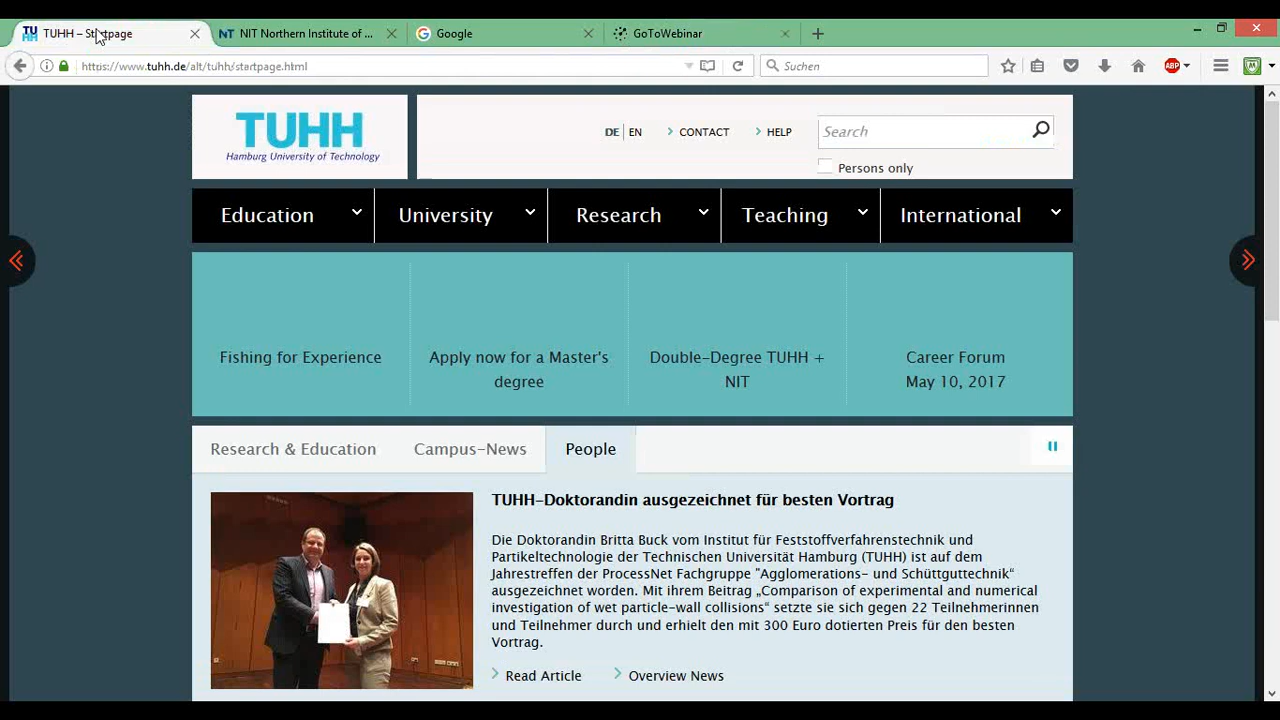 TUHH – Startpage
NIT Northern Institute of ...
Google
GoToWebinar
https://www.tuhh.de/alt/tuhh/startpage.html
Suchen
ABP
TUHH
Hamburg University of Technology
DE EN CONTACT HELP
Search
Persons only
Education University Research Teaching International
Fishing for Experience
Apply now for a Master's
degree
Double-Degree TUHH +
NIT
Career Forum
May 10, 2017
Research & Education Campus-News People
TUHH-Doktorandin ausgezeichnet für besten Vortrag
Die Doktorandin Britta Buck vom Institut für Feststoffverfahrenstechnik und
Partikeltechnologie der Technischen Universität Hamburg (TUHH) ist auf dem
Jahrestreffen der ProcessNet Fachgruppe "Agglomerations- und Schüttguttechnik“
ausgezeichnet worden. Mit ihrem Beitrag „Comparison of experimental and numerical
investigation of wet particle-wall collisions“ setzte sie sich gegen 22 Teilnehmerinnen
und Teilnehmer durch und erhielt den mit 300 Euro dotierten Preis für den besten
Vortrag.
Read Article Overview News